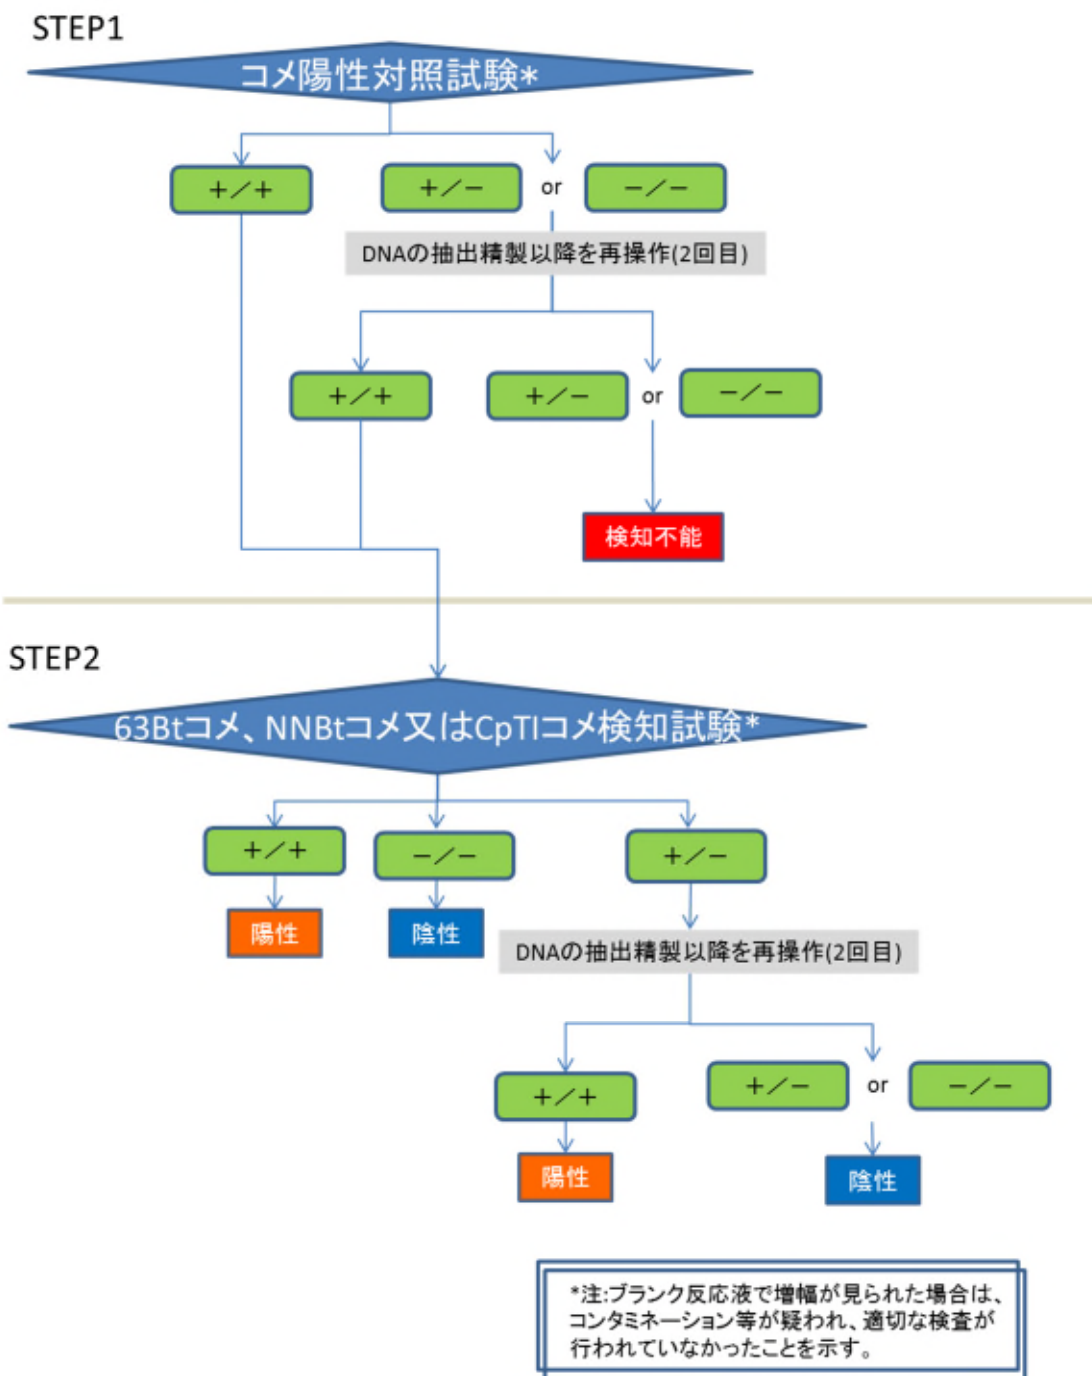 STEP1
コメ陽性対照試験*
+/+
+/−
or
−/−
DNAの抽出精製以降を再操作(2回目)
+/+
+/−
or
−/−
検知不能
STEP2
63Btコメ、NNBtコメ又はCpTIコメ検知試験*
+/+
−/−
+/−
陽性
陰性
DNAの抽出精製以降を再操作(2回目)
+/+
+/−
or
−/−
陽性
陰性
*注:ブランク反応液で増幅が見られた場合は、
コンタミネーション等が疑われ、適切な検査が
行われていなかったことを示す。